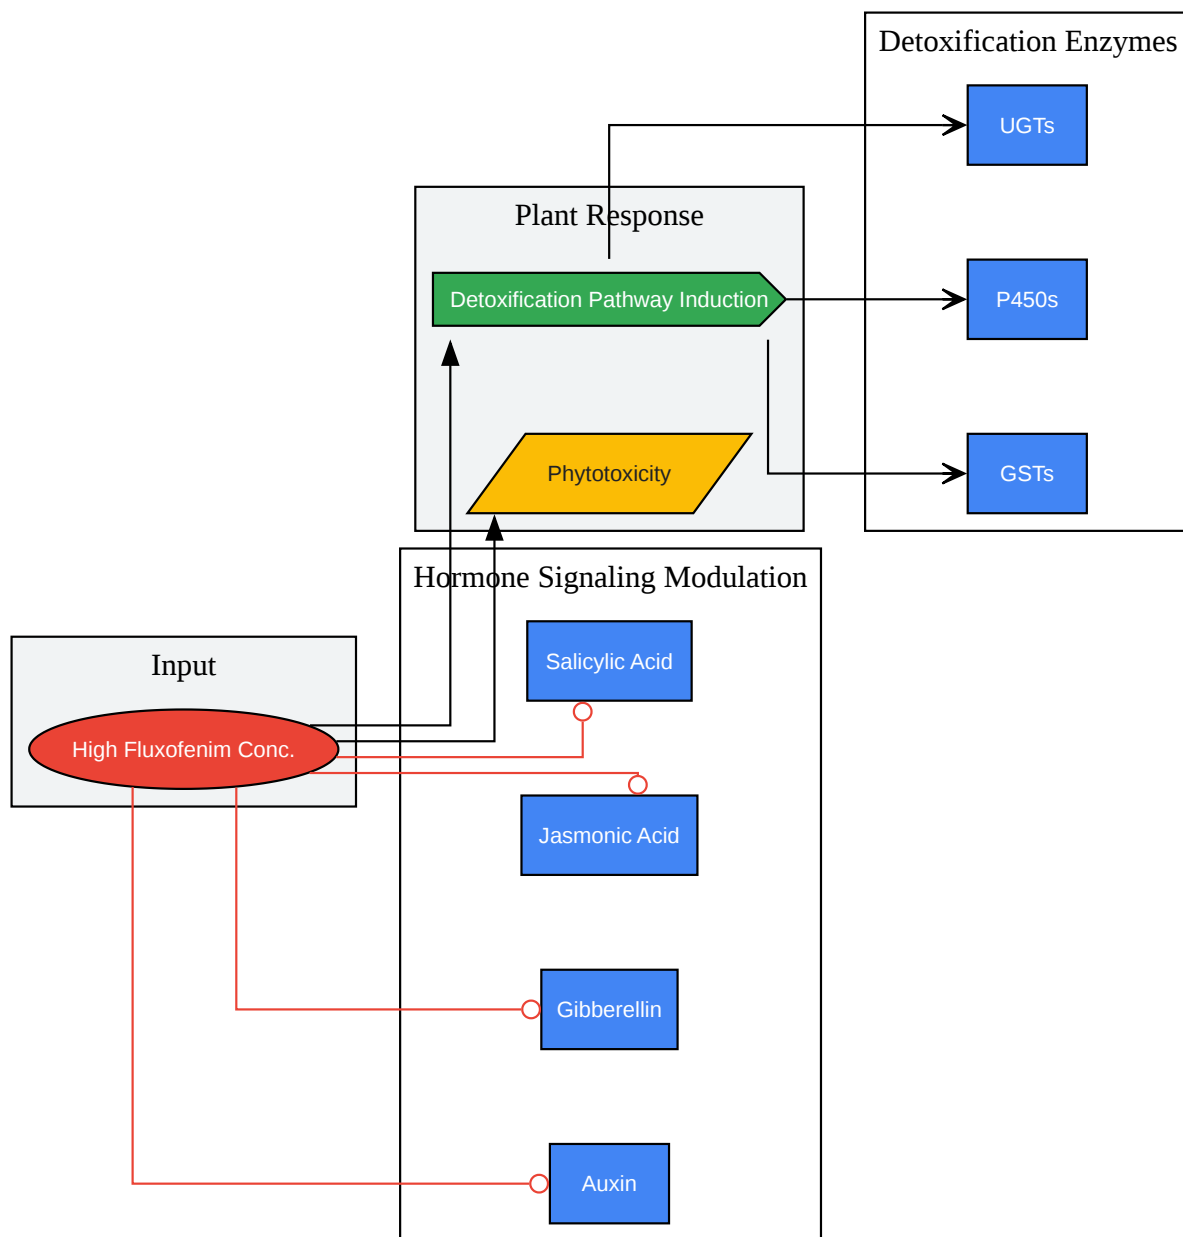 Detoxification Enzymes
UGTs
Plant Response
Detoxification Pathway Induction
P450s
Phytotoxicity
GSTs
Hormone Signaling Modulation
Input
Salicylic Acid
High Fluxofenim Conc.
Jasmonic Acid
Gibberellin
Auxin